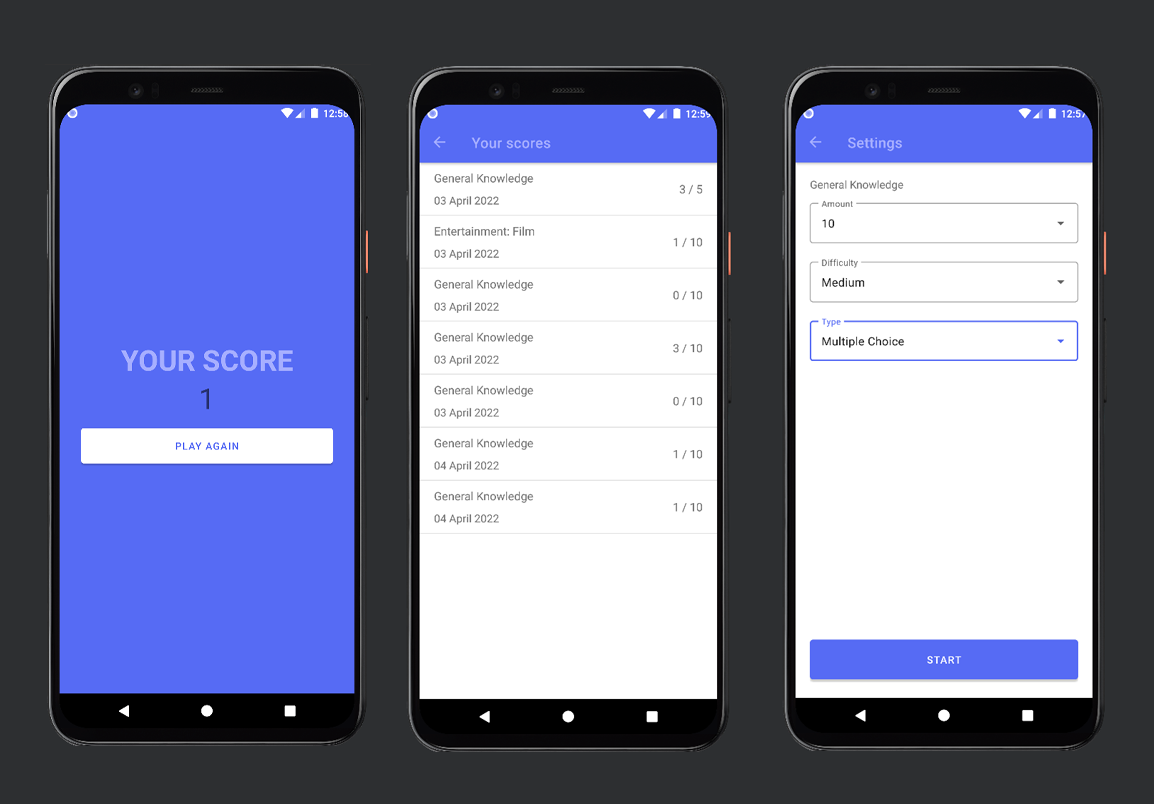 12:58
YOUR SCORE
1
PLAY AGAIN
12:59
Your scores
General Knowledge
03 April 2022
3 / 5
Entertainment: Film
03 April 2022
1 / 10
General Knowledge
03 April 2022
0 / 10
General Knowledge
03 April 2022
3 / 10
General Knowledge
03 April 2022
0 / 10
General Knowledge
04 April 2022
1 / 10
General Knowledge
04 April 2022
1 / 10
12:57
Settings
General Knowledge
Amount
10
Difficulty
Medium
Type
Multiple Choice
START